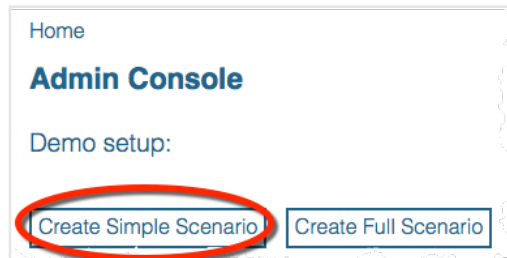 Home
Admin Console
Demo setup:
Create Simple Scenario Create Full Scenario